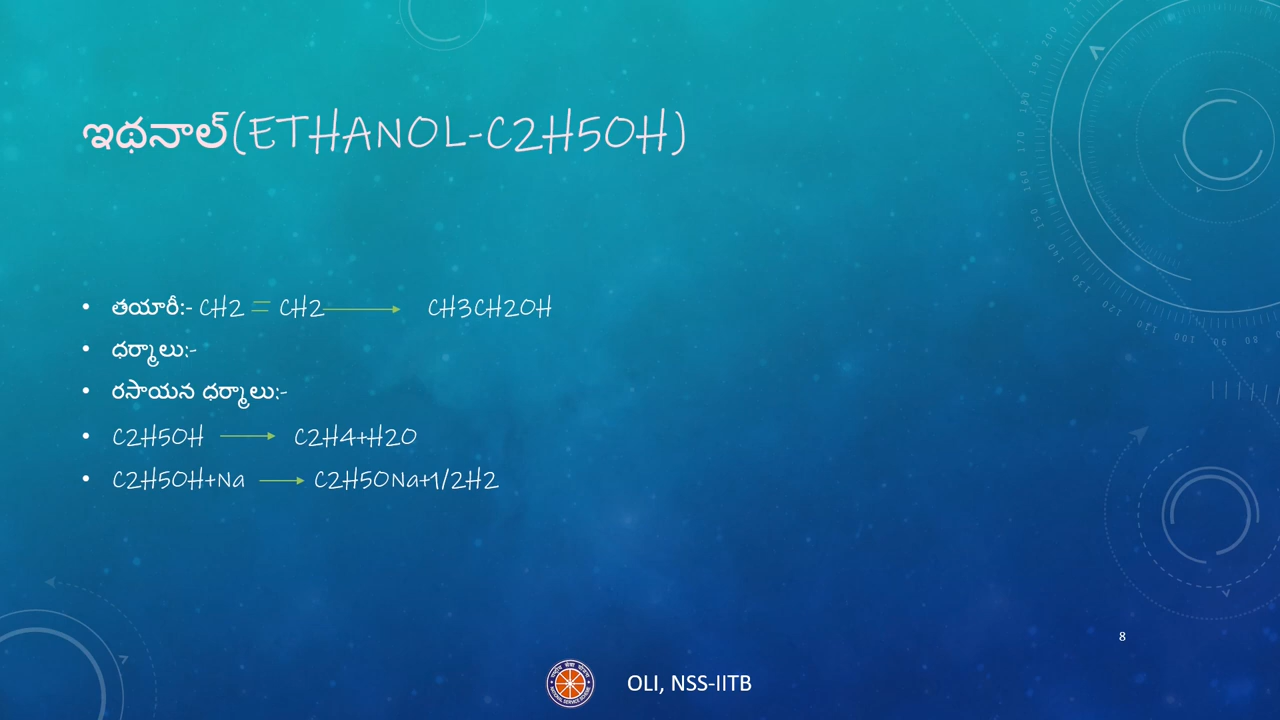 ఇథనాల్(ETHANOL-C2H5OH)
• తయారీ:- CH2 = CH2 → CH3CH2OH
• ధర్మాలు:-
• రసాయన ధర్మాలు:-
• C2H5OH → C2H4+H2O
• C2H5OH+Na → C2H5ONa+1/2H2
8
OLI, NSS-IITB